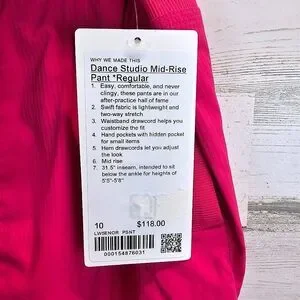 WHY WE MADE THIS
Dance Studio Mid-Rise
Pant *Regular
1. Easy, comfortable, and never
clingy, these pants are in our
after-practice hall of fame
2. Swift fabric is lightweight and
two-way stretch
3. Waistband drawcord helps you
customize the fit
4. Hand pockets with hidden pocket
for small items
5. Hem drawcords let you adjust
the look
6. Mid rise
7. 31.5" inseam, intended to sit
below the ankle for heights of
5'5"-5'8"
10 $118.00
LW5ENOR PSNT
000154876031